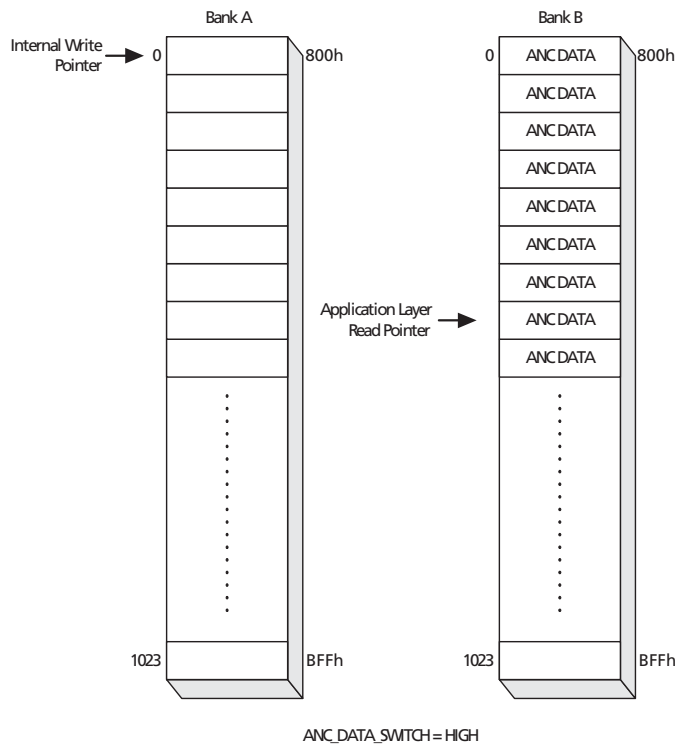 Bank A
Bank B
Internal Write
Pointer
0
800h
0
ANC DATA
800h
ANC DATA
ANC DATA
ANC DATA
ANC DATA
ANC DATA
ANC DATA
Application Layer
Read Pointer
ANC DATA
ANC DATA
1023
BFFh
1023
BFFh
ANC_DATA_SWITCH = HIGH